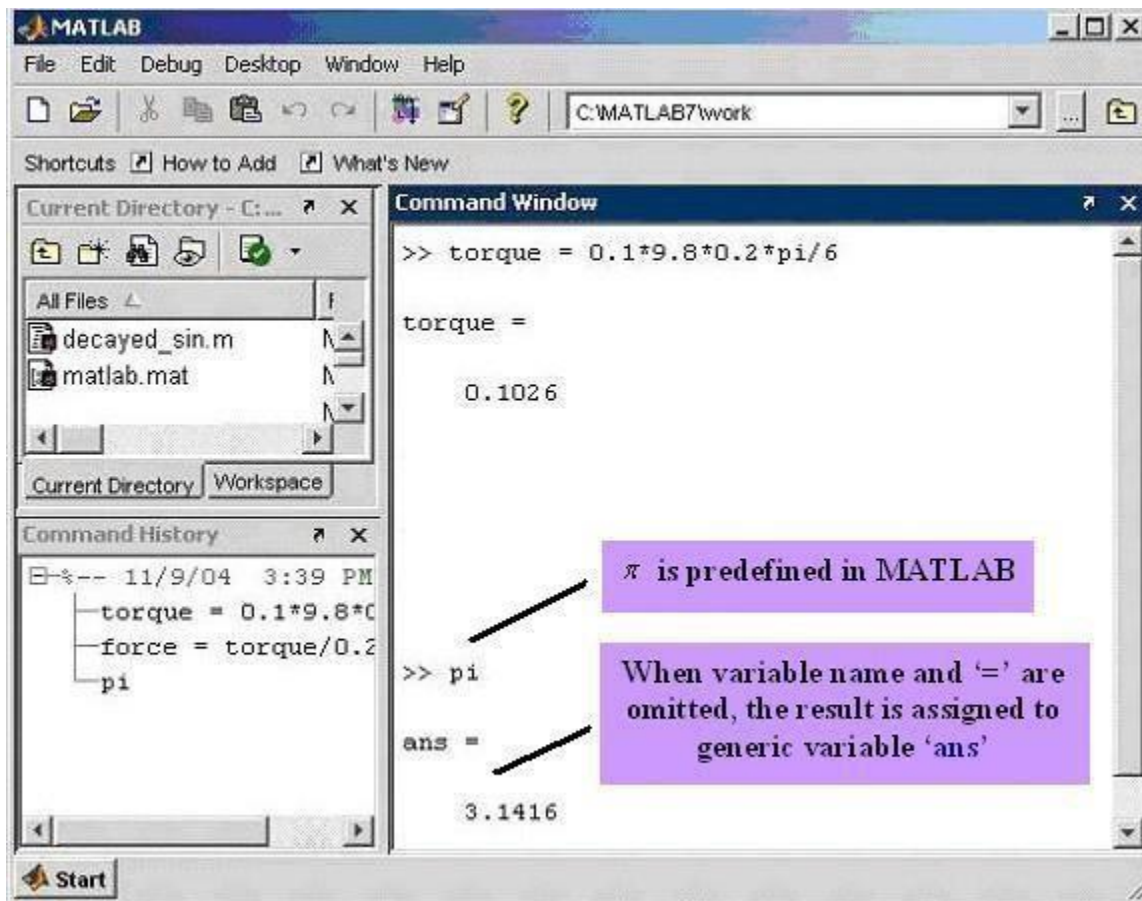 MATLAB
File Edit Debug Desktop Window Help
C:\MATLAB7\work
...
Shortcuts How to Add What's New
Current Directory - C:...
All Files
decayed_sin.m
matlab.mat
Current Directory Workspace
Command History
%-- 11/9/04 3:39 PM
torque = 0.1*9.8*0
force = torque/0.2
pi
Command Window
>> torque = 0.1*9.8*0.2*pi/6
torque =
0.1026
π is predefined in MATLAB
>> pi
When variable name and ‘=’ are
omitted, the result is assigned to
generic variable ‘ans’
ans =
3.1416
Start